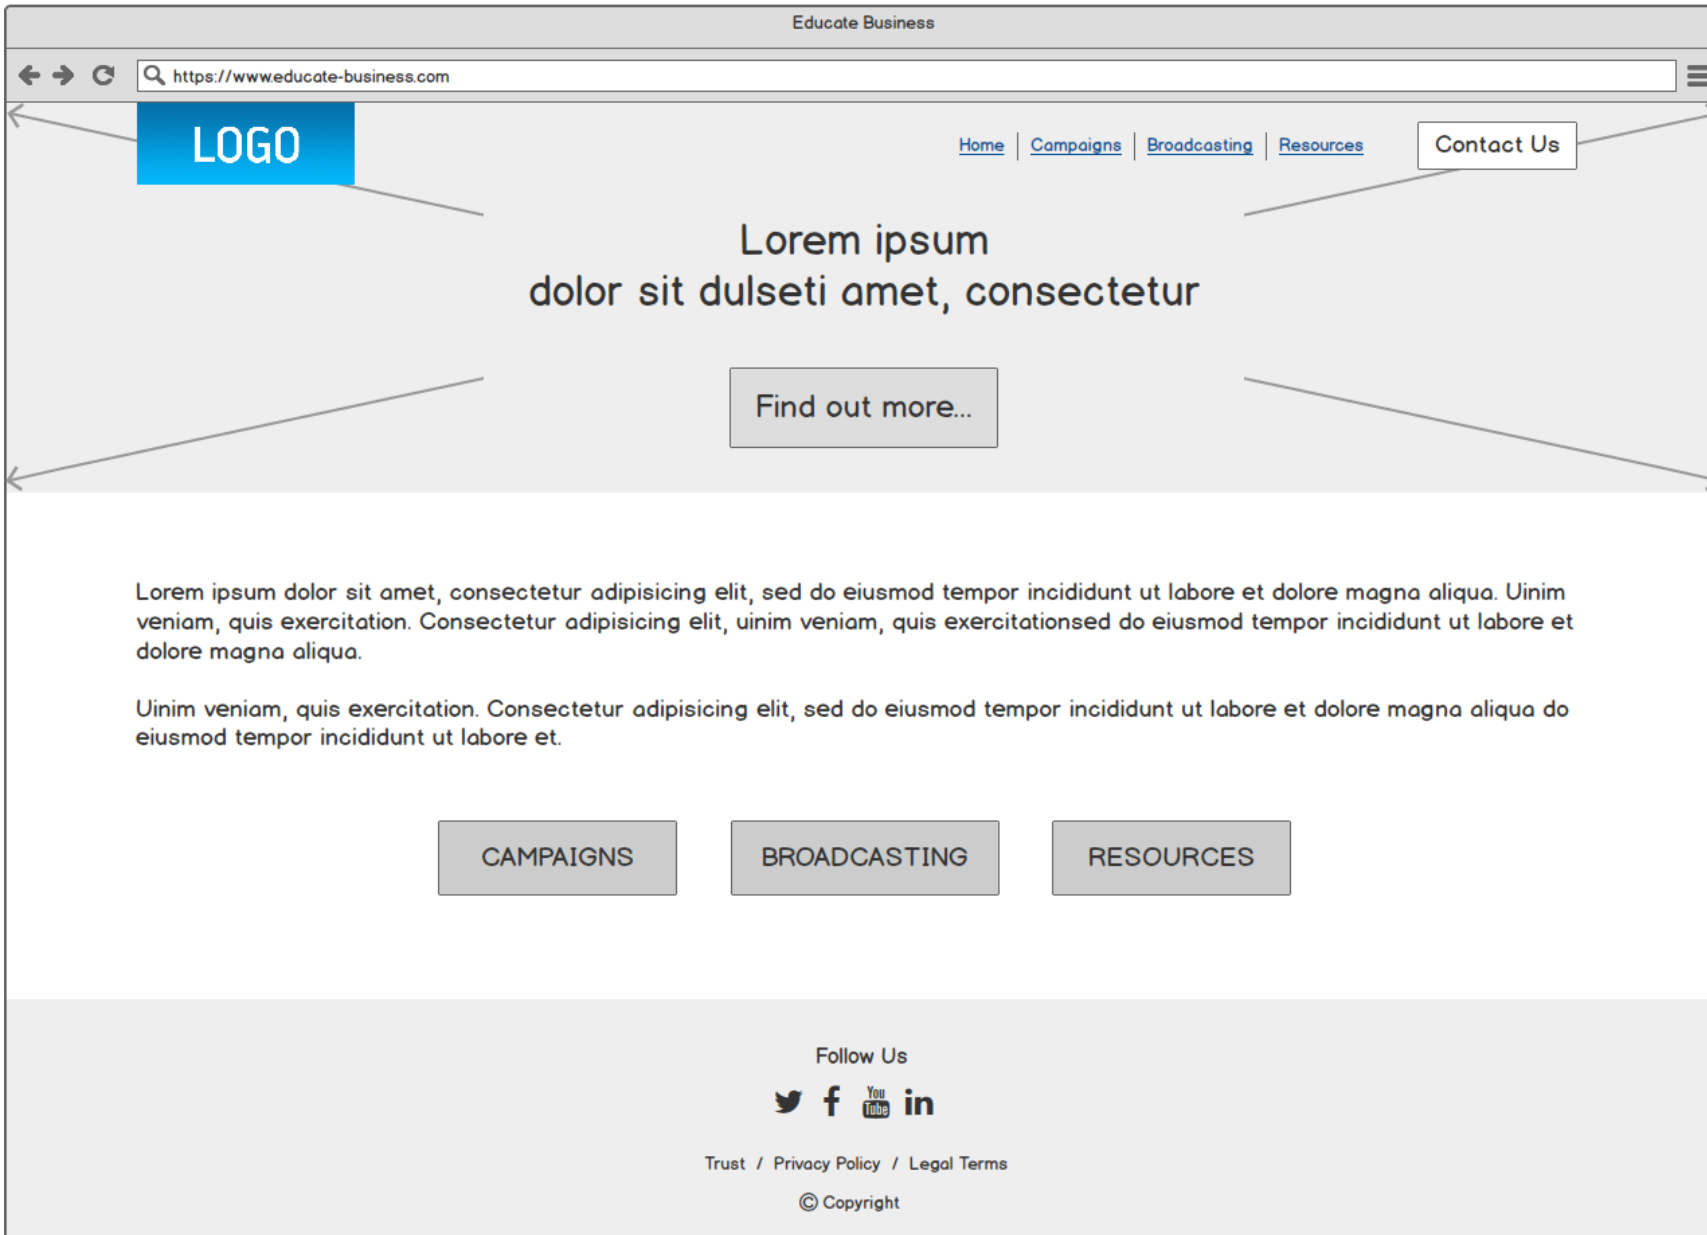 Educate Business
https://www.educate-business.com
LOGO
Home Campaigns Broadcasting Resources Contact Us
Lorem ipsum
dolor sit dulseti amet, consectetur
Find out more...
Lorem ipsum dolor sit amet, consectetur adipisicing elit, sed do eiusmod tempor incididunt ut labore et dolore magna aliqua. Uinim
veniam, quis exercitation. Consectetur adipisicing elit, uinim veniam, quis exercitationsed do eiusmod tempor incididunt ut labore et
dolore magna aliqua.
Uinim veniam, quis exercitation. Consectetur adipisicing elit, sed do eiusmod tempor incididunt ut labore et dolore magna aliqua do
eiusmod tempor incididunt ut labore et.
CAMPAIGNS BROADCASTING RESOURCES
Follow Us
You
Tube
Trust / Privacy Policy / Legal Terms
© Copyright